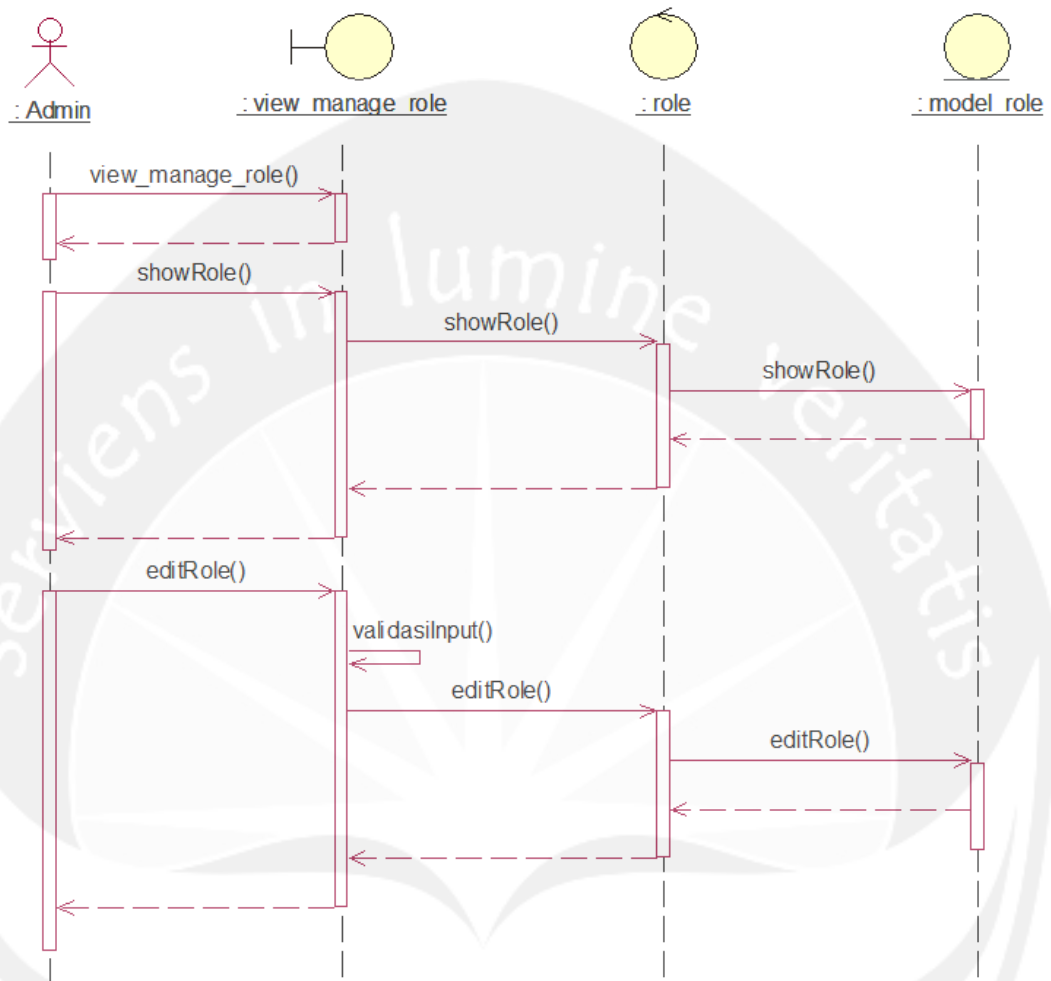 : Admin
: view_manage_role
: role
: model_role
view_manage_role()
showRole()
showRole()
showRole()
editRole()
validasiInput()
editRole()
editRole()
serviens in lumine veritatis